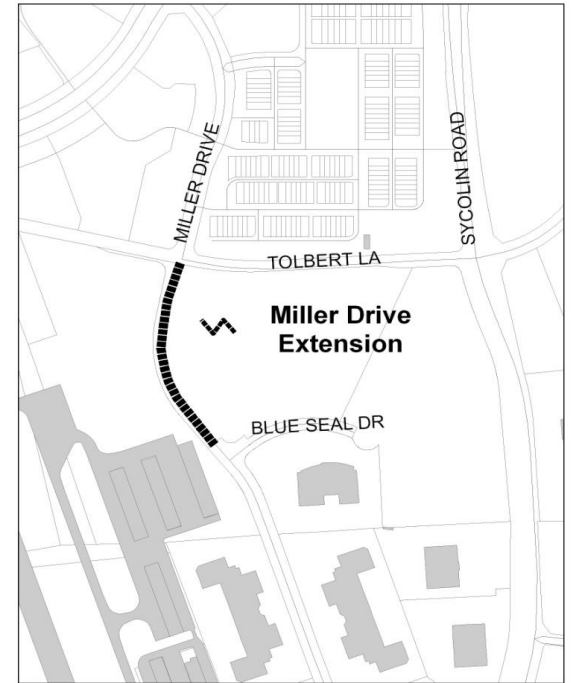 MILLER DRIVE
SYCOLIN ROAD
TOLBERT LA
Miller Drive
Extension
BLUE SEAL DR